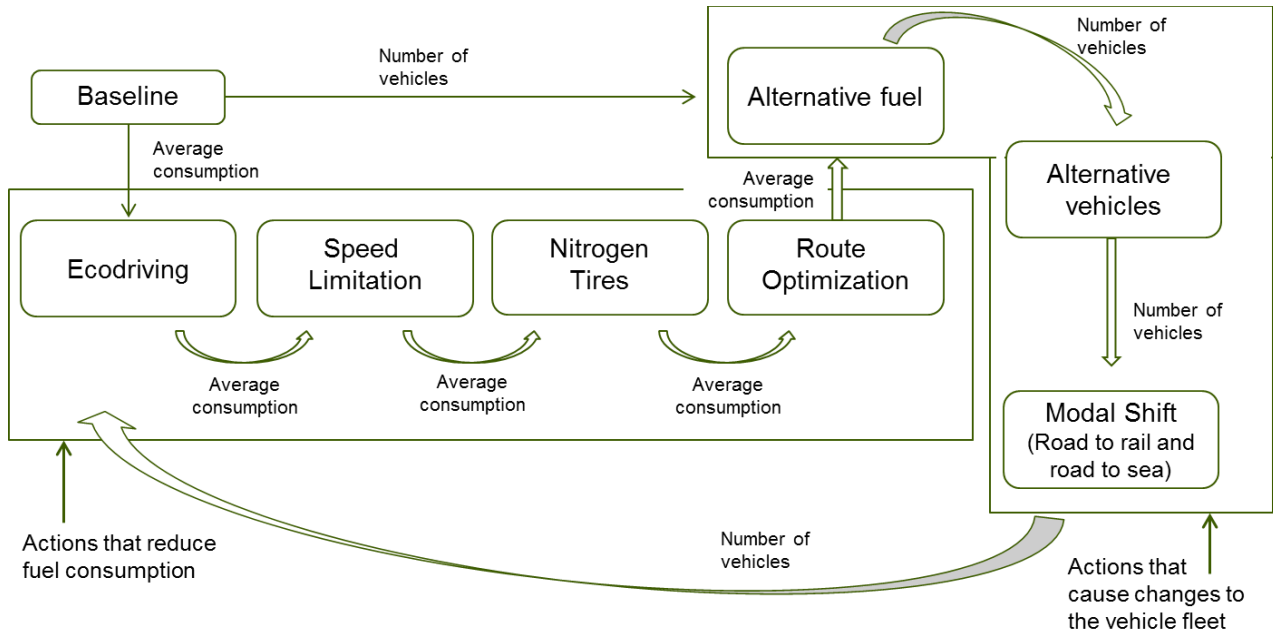 Number of
vehicles
Baseline
Average
consumption
Alternative fuel
Number of
vehicles
Alternative
vehicles
Average
consumption
Ecodriving
Speed
Limitation
Nitrogen
Tires
Route
Optimization
Average
consumption
Average
consumption
Average
consumption
Number of
vehicles
Modal Shift
(Road to rail and
road to sea)
Number of
vehicles
Actions that reduce
fuel consumption
Actions that
cause changes to
the vehicle fleet